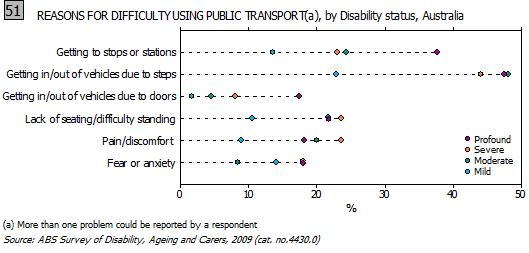 51
REASONS FOR DIFFICULTY USING PUBLIC TRANSPORT(a), by Disability status, Australia
Getting to stops or stations
Getting in/out of vehicles due to steps
Getting in/out of vehicles due to doors
Lack of seating/difficulty standing
Pain/discomfort
Fear or anxiety
Profound
Severe
Moderate
Mild
0 10 20 30 40 50
%
(a) More than one problem could be reported by a respondent
Source: ABS Survey of Disability, Ageing and Carers, 2009 (cat. no.4430.0)